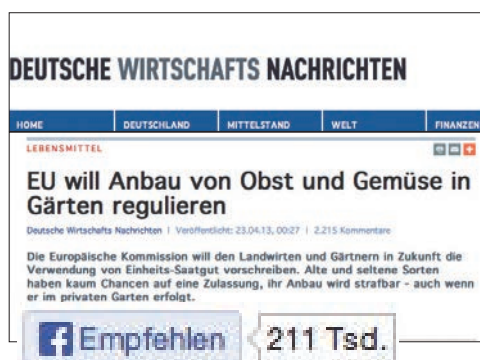 DEUTSCHE WIRTSCHAFTS NACHRICHTEN
HOME DEUTSCHLAND MITTELSTAND WELT FINANZEN
LEBENSMITTEL
EU will Anbau von Obst und Gemüse in
Gärten regulieren
Deutsche Wirtschafts Nachrichten | Veröffentlicht: 23.04.13, 00:27 | 2.215 Kommentare
Die Europäische Kommission will den Landwirten und Gärtnern in Zukunft die
Verwendung von Einheits-Saatgut vorschreiben. Alte und seltene Sorten
haben kaum Chancen auf eine Zulassung, ihr Anbau wird strafbar - auch wenn
er im privaten Garten erfolgt.
f Empfehlen 211 Tsd.